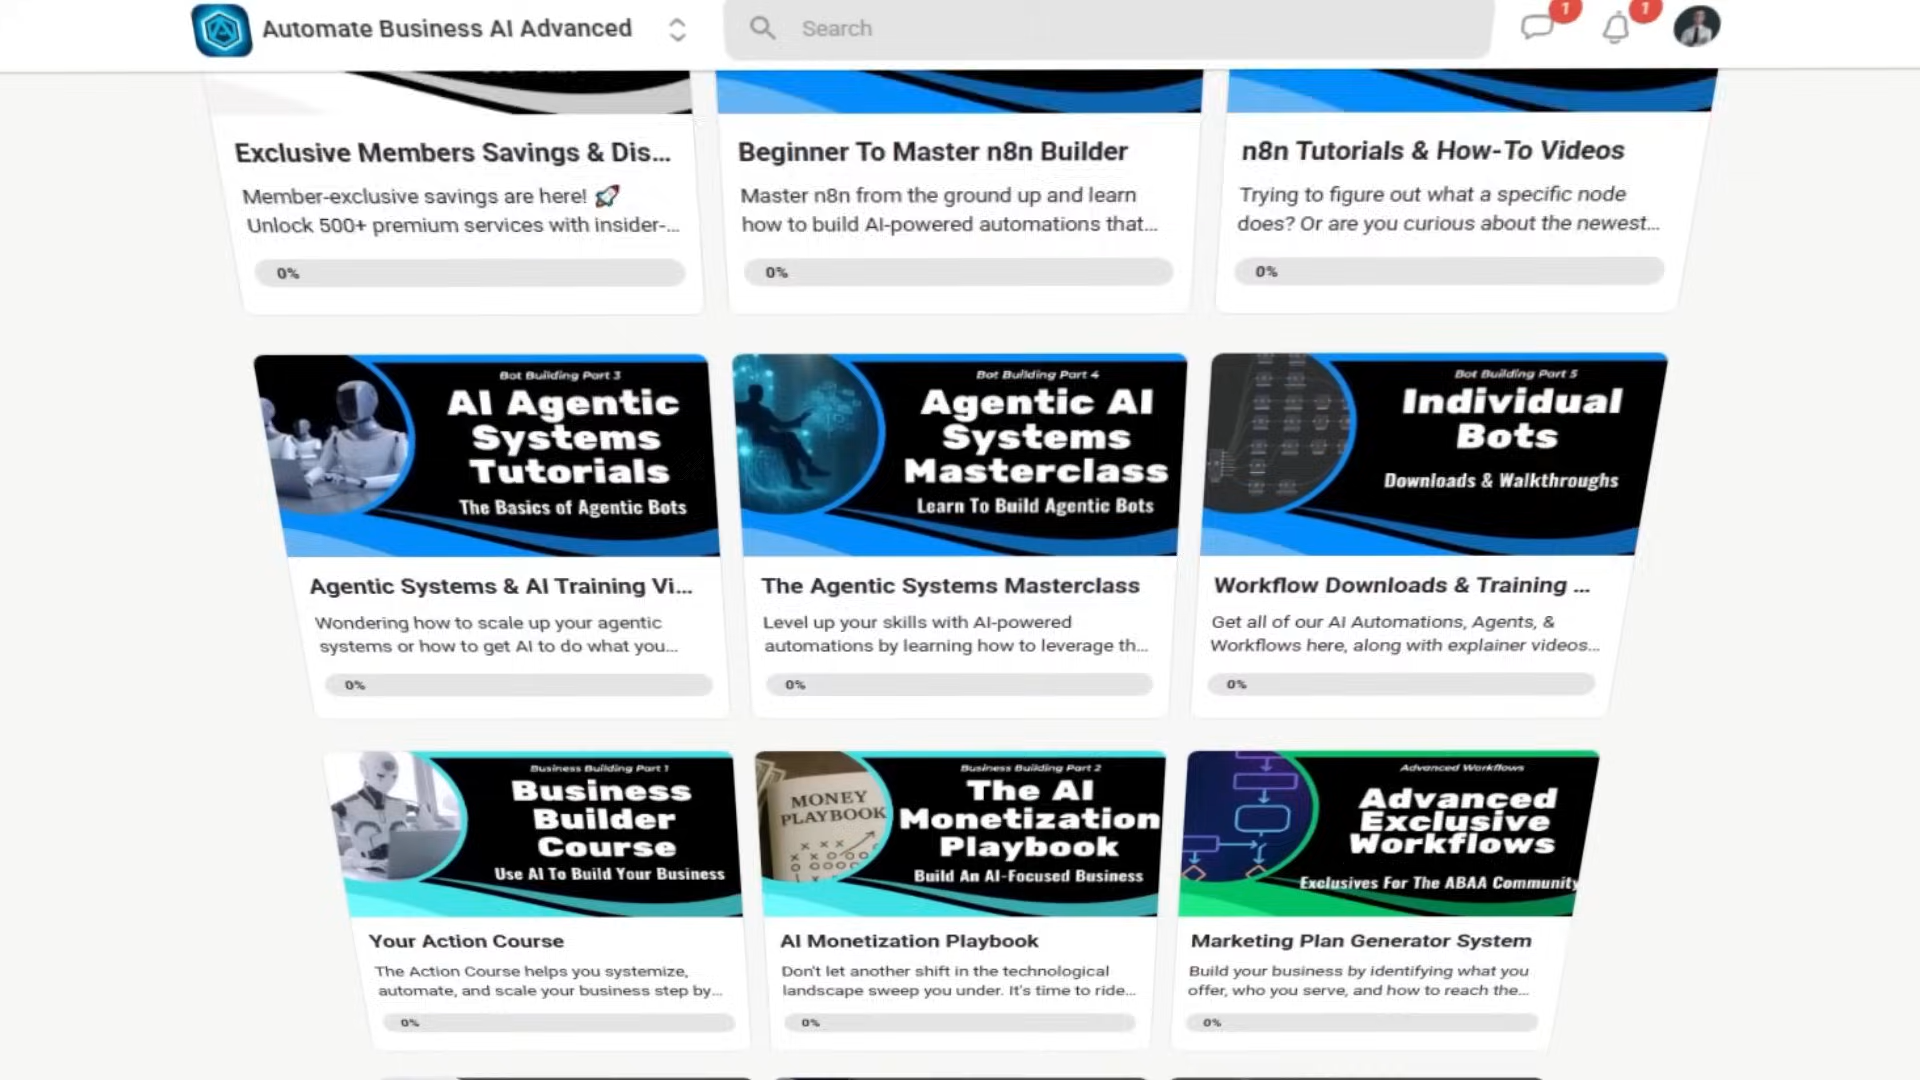 Automate Business AI Advanced
Search
1
1
Exclusive Members Savings & Dis...
Member-exclusive savings are here! 🚀
Unlock 500+ premium services with insider-...
0%
Beginner To Master n8n Builder
Master n8n from the ground up and learn
how to build AI-powered automations that...
0%
n8n Tutorials & How-To Videos
Trying to figure out what a specific node
does? Or are you curious about the newest...
0%
Bot Building Part 3
AI Agentic
Systems
Tutorials
The Basics of Agentic Bots
Agentic Systems & AI Training Vi...
Wondering how to scale up your agentic
systems or how to get AI to do what you...
0%
Bot Building Part 4
Agentic AI
Systems
Masterclass
Learn To Build Agentic Bots
The Agentic Systems Masterclass
Level up your skills with AI-powered
automations by learning how to leverage th...
0%
Bot Building Part 5
Individual
Bots
Downloads & Walkthroughs
Workflow Downloads & Training ...
Get all of our AI Automations, Agents, &
Workflows here, along with explainer videos...
0%
Business Building Part 1
Business
Builder
Course
Use AI To Build Your Business
Your Action Course
The Action Course helps you systemize,
automate, and scale your business step by...
0%
MONEY
PLAYBOOK
Business Building Part 2
The AI
Monetization
Playbook
Build An AI-Focused Business
AI Monetization Playbook
Don't let another shift in the technological
landscape sweep you under. It's time to ride...
0%
Advanced Workflows
Advanced
Exclusive
Workflows
Exclusives For The ABAA Community
Marketing Plan Generator System
Build your business by identifying what you
offer, who you serve, and how to reach the...
0%